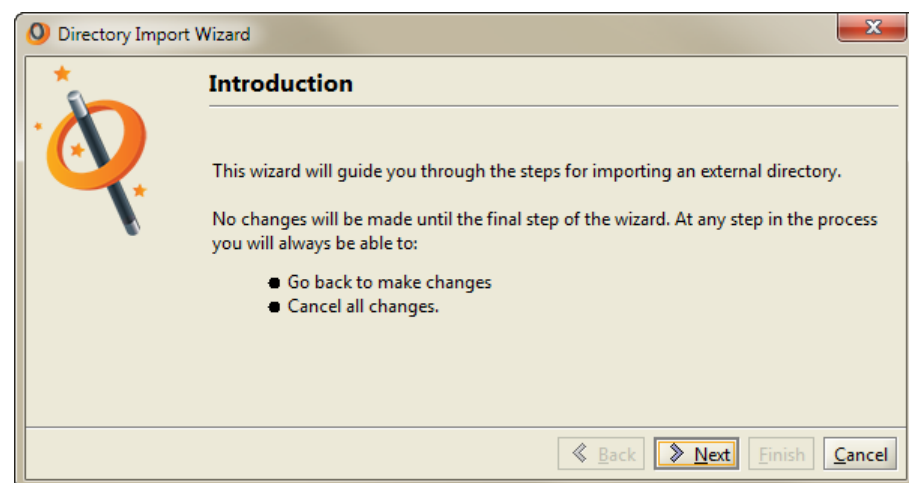 Directory Import Wizard
Introduction
This wizard will guide you through the steps for importing an external directory.
No changes will be made until the final step of the wizard. At any step in the process
you will always be able to:
Go back to make changes
Cancel all changes.
Back Next Finish Cancel